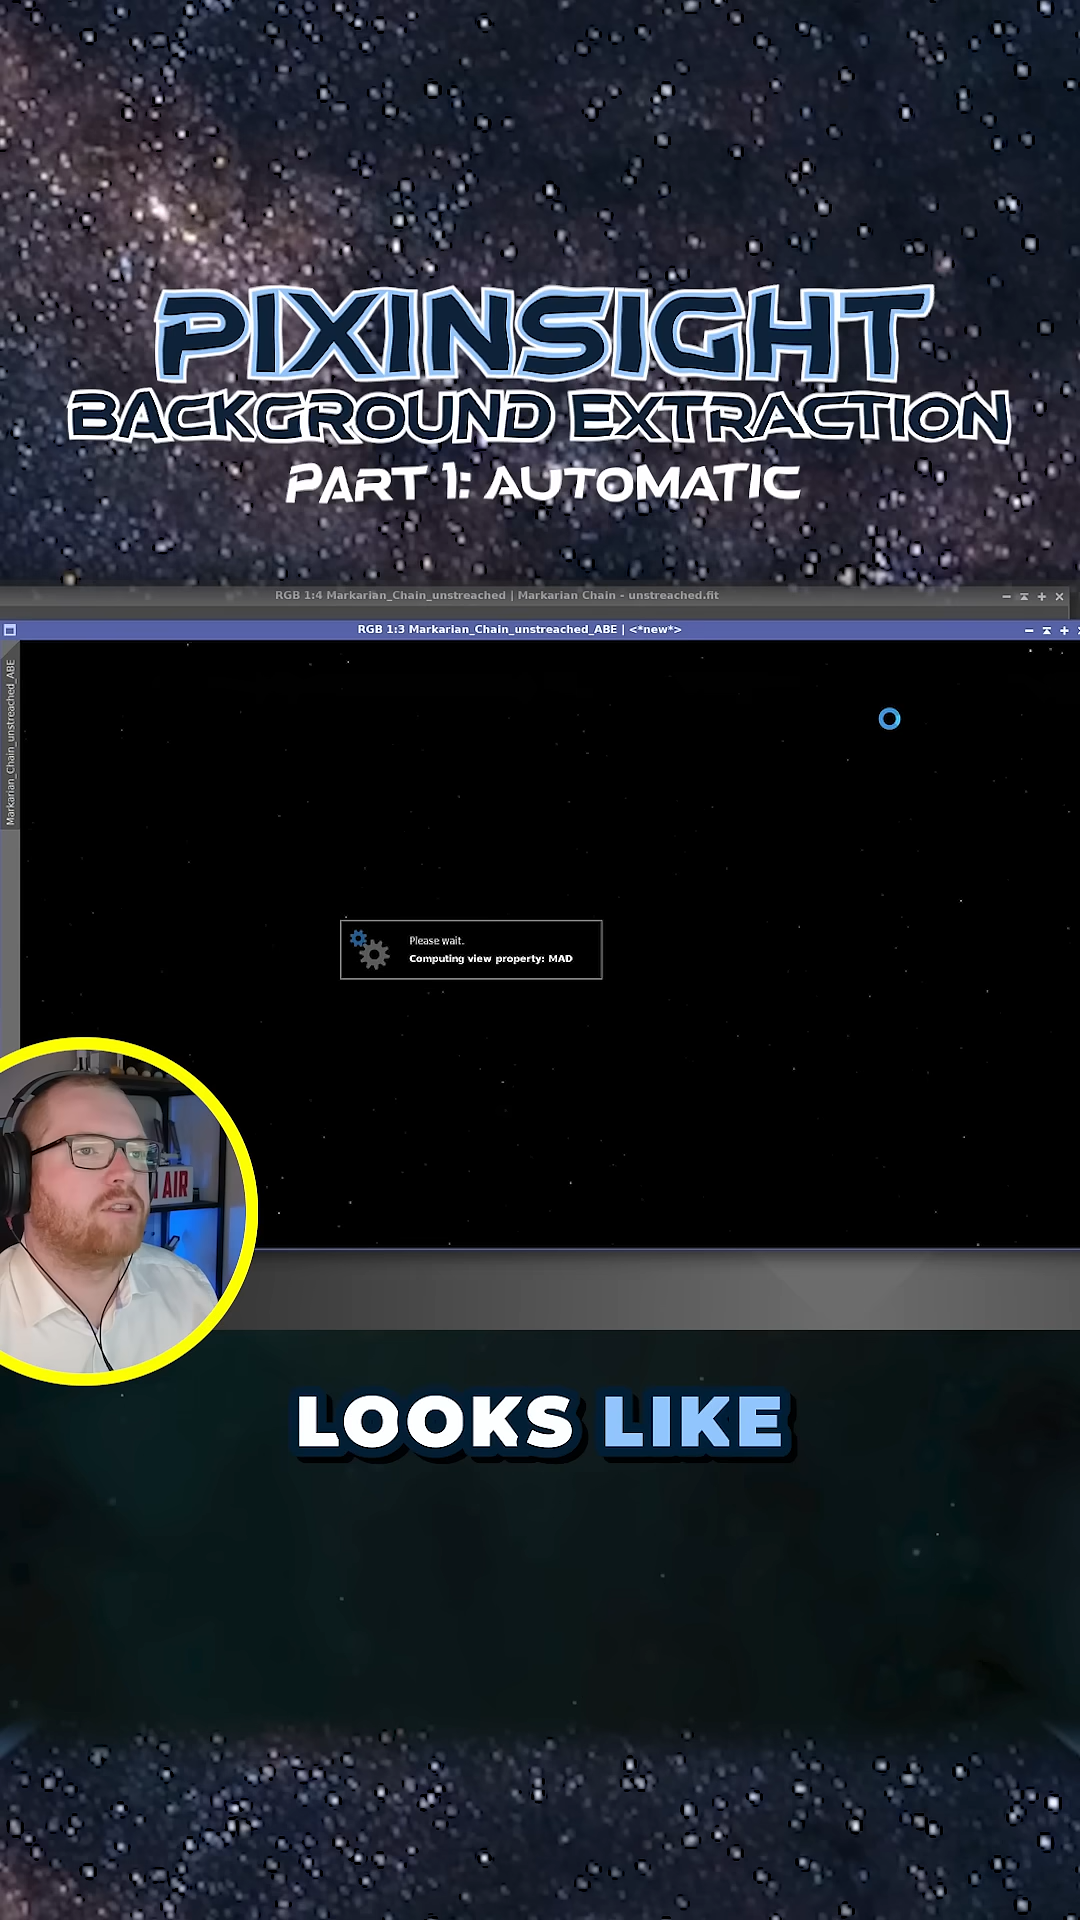 PIXINSIGHT
BACKGROUND EXTRACTION
PART 1: AUTOMATIC
RGB 1:4 Markarian_Chain_unstreached | Markarian Chain - unstreached.fit
RGB 1:3 Markarian_Chain_unstreached_ABE | <*new*>
Markarian_Chain_unstreached_ABE
Please wait.
Computing view property: MAD
AIR
LOOKS LIKE